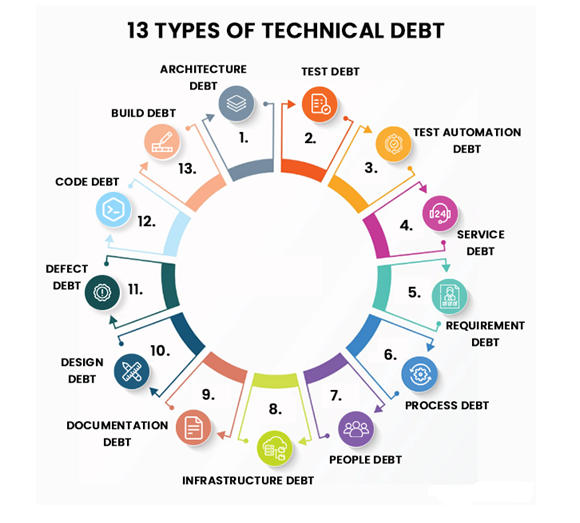 13 TYPES OF TECHNICAL DEBT
ARCHITECTURE
DEBT
1.
TEST DEBT
2.
TEST AUTOMATION
DEBT
3.
4.
24
SERVICE
DEBT
5.
REQUIREMENT
DEBT
6.
PROCESS DEBT
7.
PEOPLE DEBT
8.
INFRASTRUCTURE DEBT
9.
DOCUMENTATION
DEBT
10.
DESIGN
DEBT
11.
DEFECT
DEBT
12.
CODE DEBT
13.
BUILD DEBT